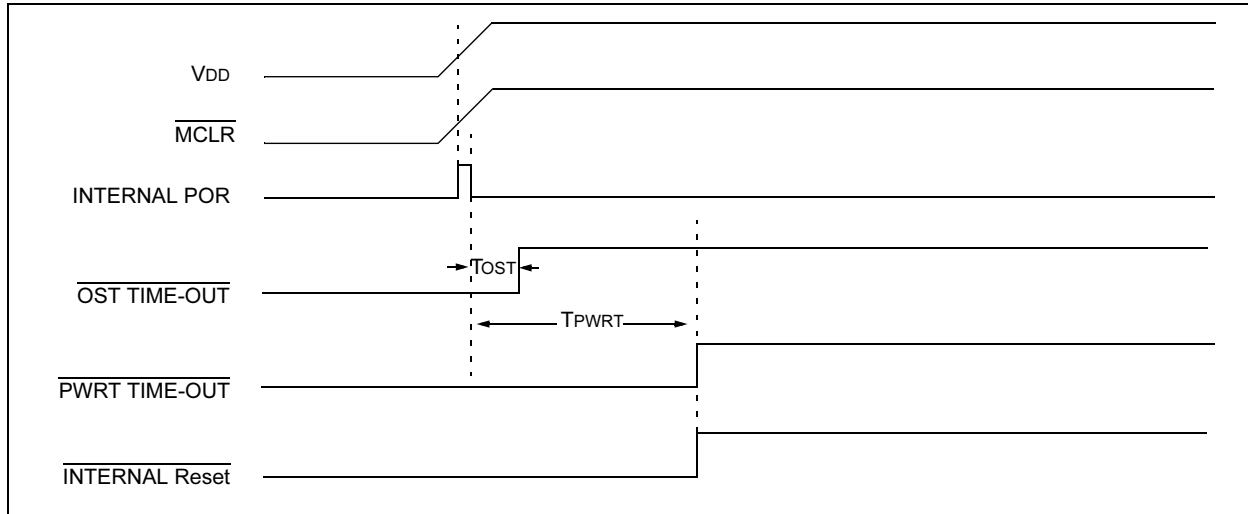 VDD
MCLR
INTERNAL POR
TOST
OST TIME-OUT
TPWRT
PWRT TIME-OUT
INTERNAL Reset